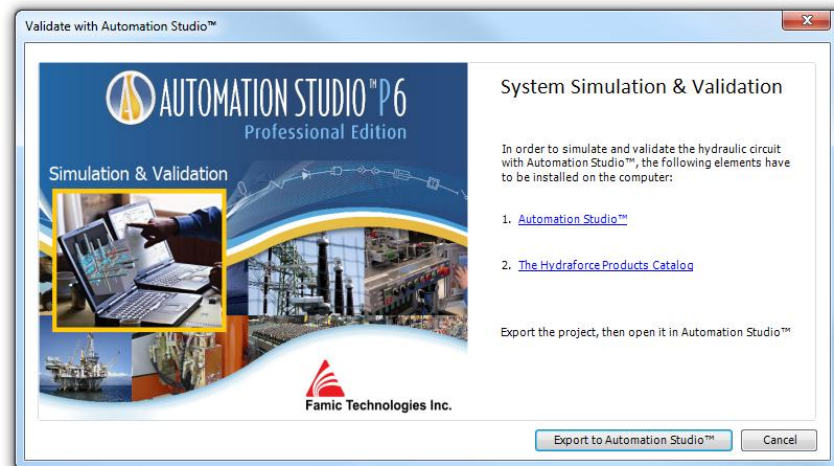 Validate with Automation Studio™
AUTOMATION STUDIO™ P6
Professional Edition
Simulation & Validation
Famic Technologies Inc.
System Simulation & Validation
In order to simulate and validate the hydraulic circuit
with Automation Studio™, the following elements have
to be installed on the computer:
1. Automation Studio™
2. The Hydraforce Products Catalog
Export the project, then open it in Automation Studio™
Export to Automation Studio™
Cancel